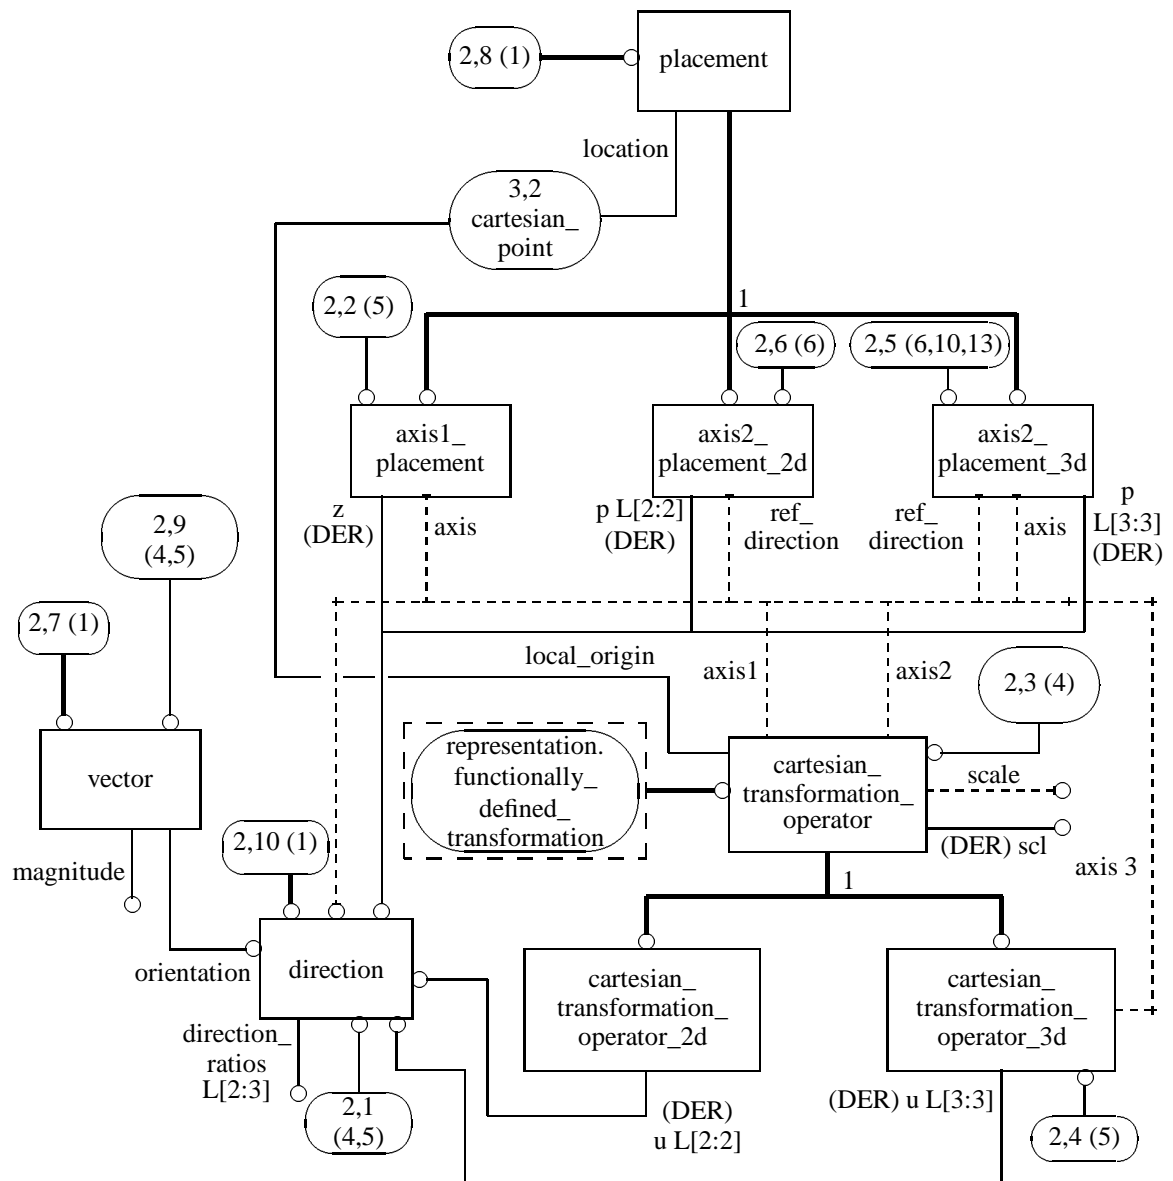 2,8 (1)
placement
location
3,2
cartesian_
point
1
2,2 (5)
2,6 (6)
2,5 (6,10,13)
axis1_
placement
axis2_
placement_2d
axis2_
placement_3d
z
(DER)
axis
p L[2:2]
(DER)
ref_
direction
ref_
direction
axis
p
L[3:3]
(DER)
2,9
(4,5)
2,7 (1)
local_origin
axis1
axis2
2,3 (4)
vector
representation.
functionally_
defined_
transformation
cartesian_
transformation_
operator
scale
(DER) scl
axis 3
magnitude
2,10 (1)
1
orientation
direction
cartesian_
transformation_
operator_2d
cartesian_
transformation_
operator_3d
direction_
ratios
L[2:3]
2,1
(4,5)
(DER)
u L[2:2]
(DER) u L[3:3]
2,4 (5)